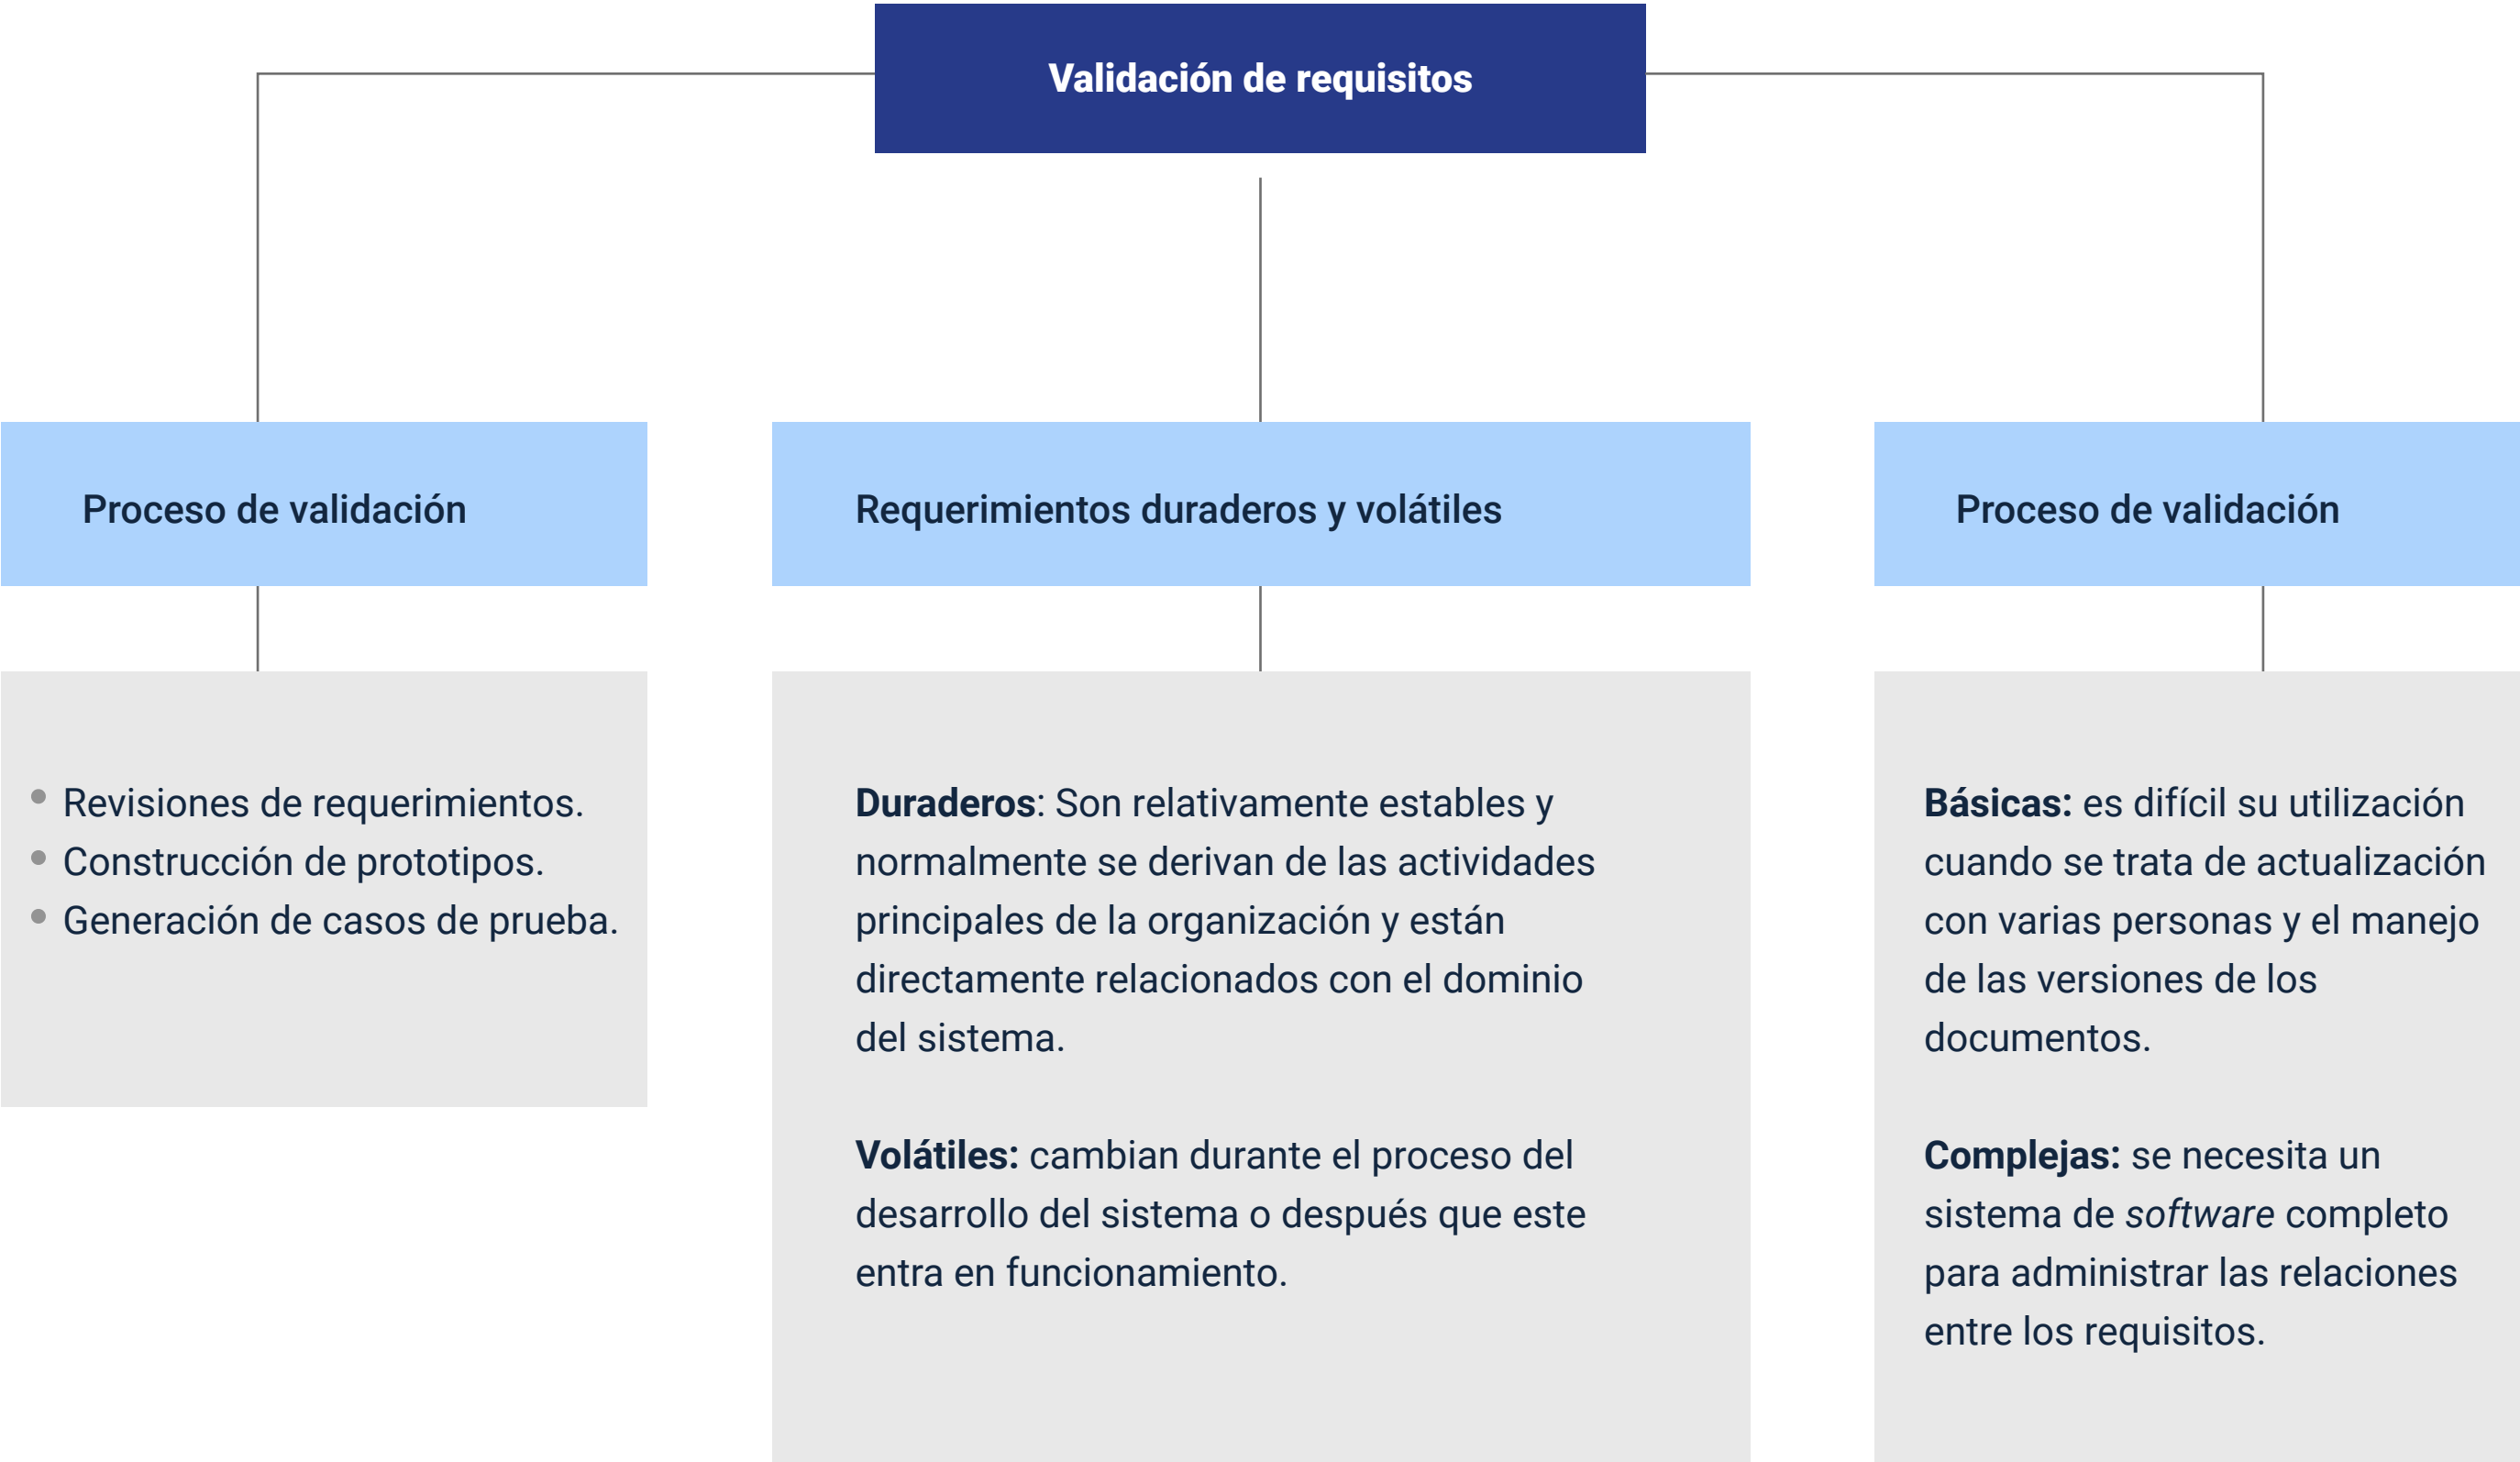 Validación de requisitos
Proceso de validación
Revisiones de requerimientos.
Construcción de prototipos.
Generación de casos de prueba.
Requerimientos duraderos y volátiles
Duraderos: Son relativamente estables y
normalmente se derivan de las actividades
principales de la organización y están
directamente relacionados con el dominio
del sistema.
Volátiles: cambian durante el proceso del
desarrollo del sistema o después que este
entra en funcionamiento.
Proceso de validación
Básicas: es difícil su utilización
cuando se trata de actualización
con varias personas y el manejo
de las versiones de los
documentos.
Complejas: se necesita un
sistema de software completo
para administrar las relaciones
entre los requisitos.